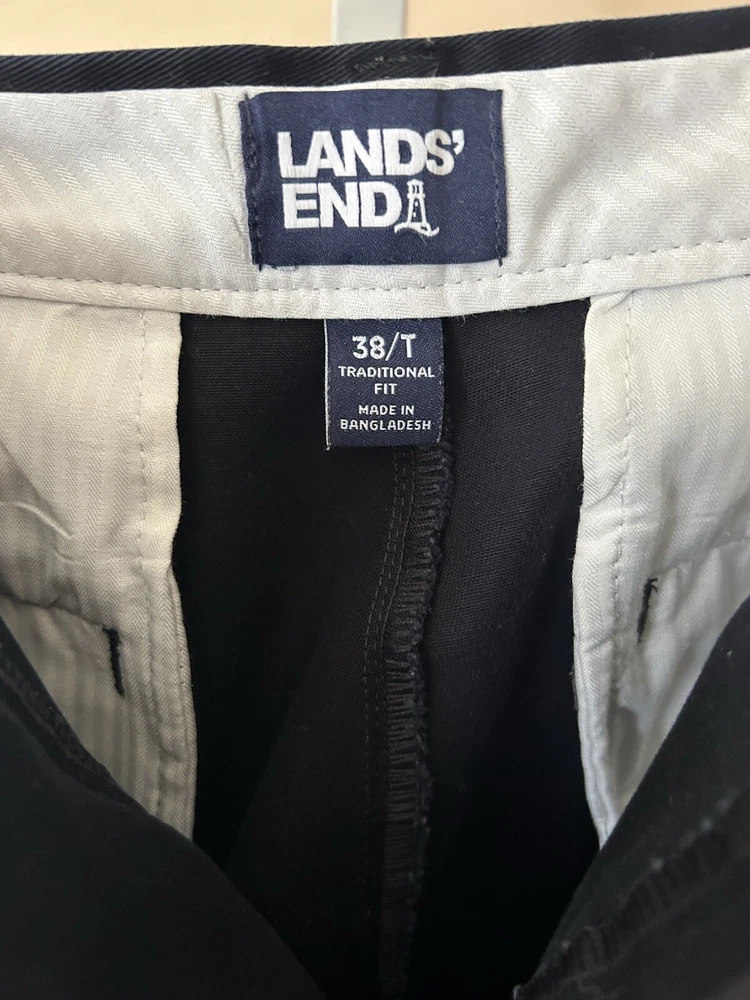 LANDS'
END
38/T
TRADITIONAL
FIT
MADE IN
BANGLADESH